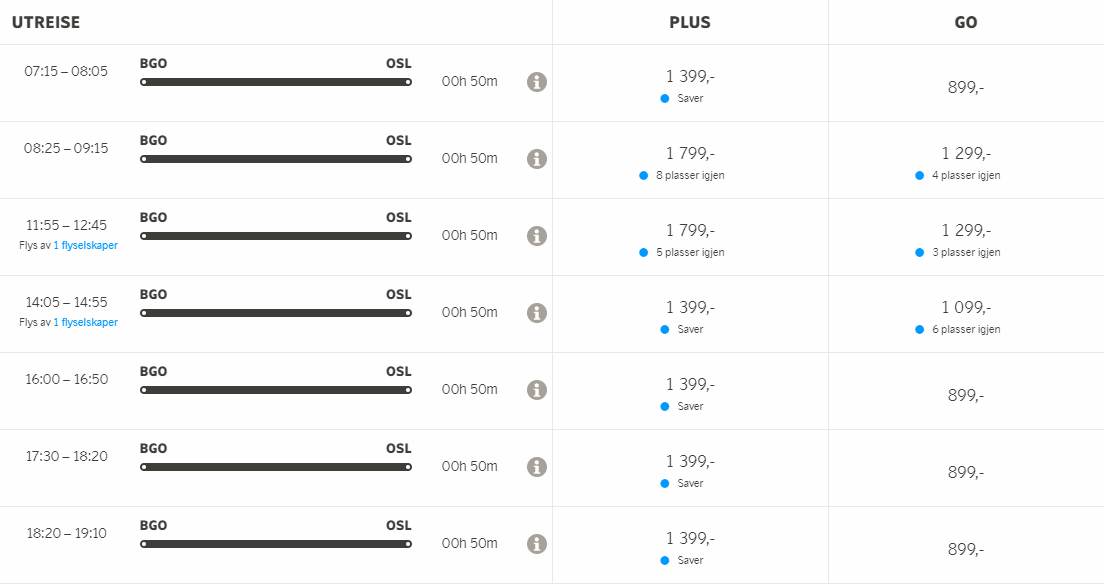 UTREISE PLUS GO
07:15 – 08:05 BGO OSL 00h 50m 1 399,- 899,-
Saver
08:25 – 09:15 BGO OSL 00h 50m 1 799,- 1 299,-
8 plasser igjen 4 plasser igjen
11:55 – 12:45 BGO OSL 00h 50m 1 799,- 1 299,-
Flys av 1 flyselskaper 5 plasser igjen 3 plasser igjen
14:05 – 14:55 BGO OSL 00h 50m 1 399,- 1 099,-
Flys av 1 flyselskaper Saver 6 plasser igjen
16:00 – 16:50 BGO OSL 00h 50m 1 399,- 899,-
Saver
17:30 – 18:20 BGO OSL 00h 50m 1 399,- 899,-
Saver
18:20 – 19:10 BGO OSL 00h 50m 1 399,- 899,-
Saver